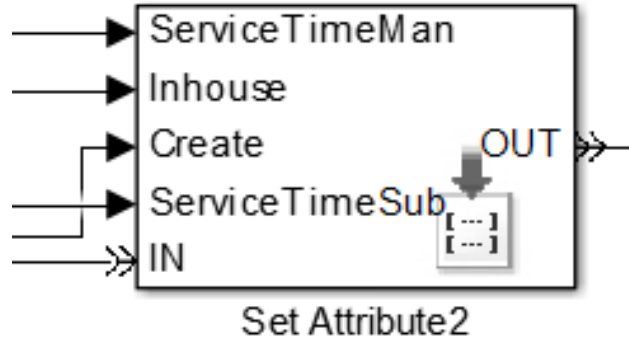 ServiceTimeMan
Inhouse
Create OUT
ServiceTimeSub
[---]
[---]
IN
Set Attribute2